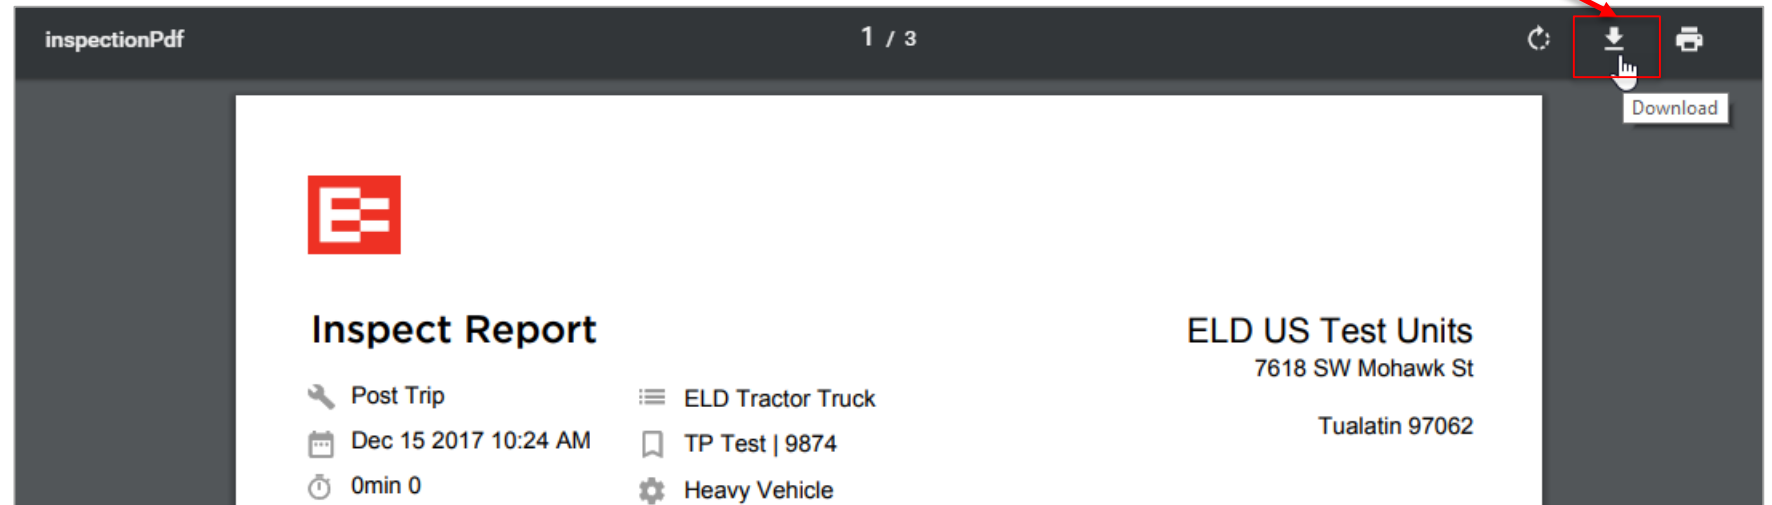 inspectionPdf
1 / 3
Download
Inspect Report
ELD US Test Units
7618 SW Mohawk St
Tualatin 97062
Post Trip
ELD Tractor Truck
Dec 15 2017 10:24 AM
TP Test | 9874
0min 0
Heavy Vehicle